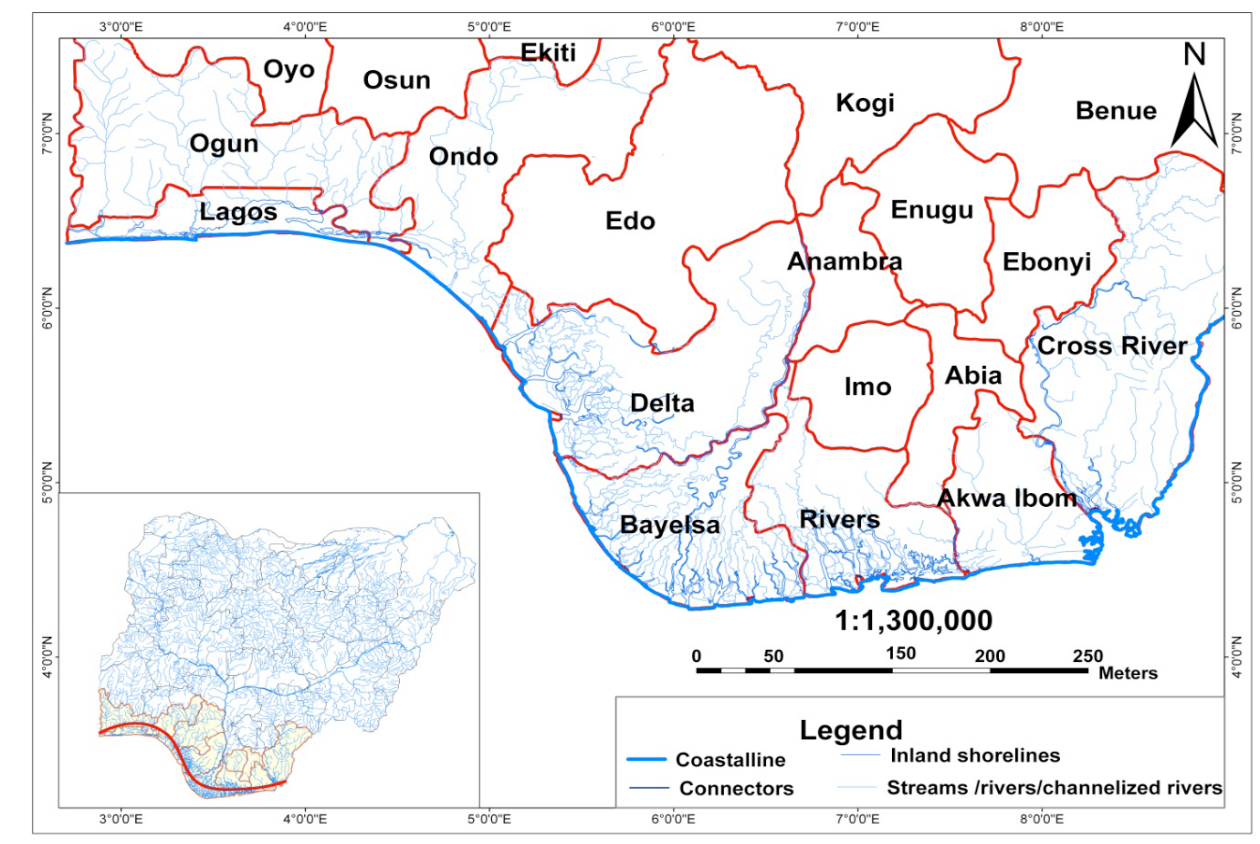 3°0'0"E 4°0'0"E 5°0'0"E 6°0'0"E 7°0'0"E 8°0'0"E
Ekiti
N
Oyo
Osun
Kogi
Benue
7°0'0"N
7°0'0"N
Ogun
Ondo
Lagos
Edo
Enugu
Anambra
Ebonyi
6°0'0"N
6°0'0"N
Cross River
Imo
Abia
Delta
5°0'0"N
5°0'0"N
Akwa Ibom
Bayelsa
Rivers
1:1,300,000
4°0'0"N
4°0'0"N
0 50 150 200 250
Meters
Legend
Coastalline
Inland shorelines
Connectors
Streams /rivers/channelized rivers
3°0'0"E 4°0'0"E 5°0'0"E 6°0'0"E 7°0'0"E 8°0'0"E